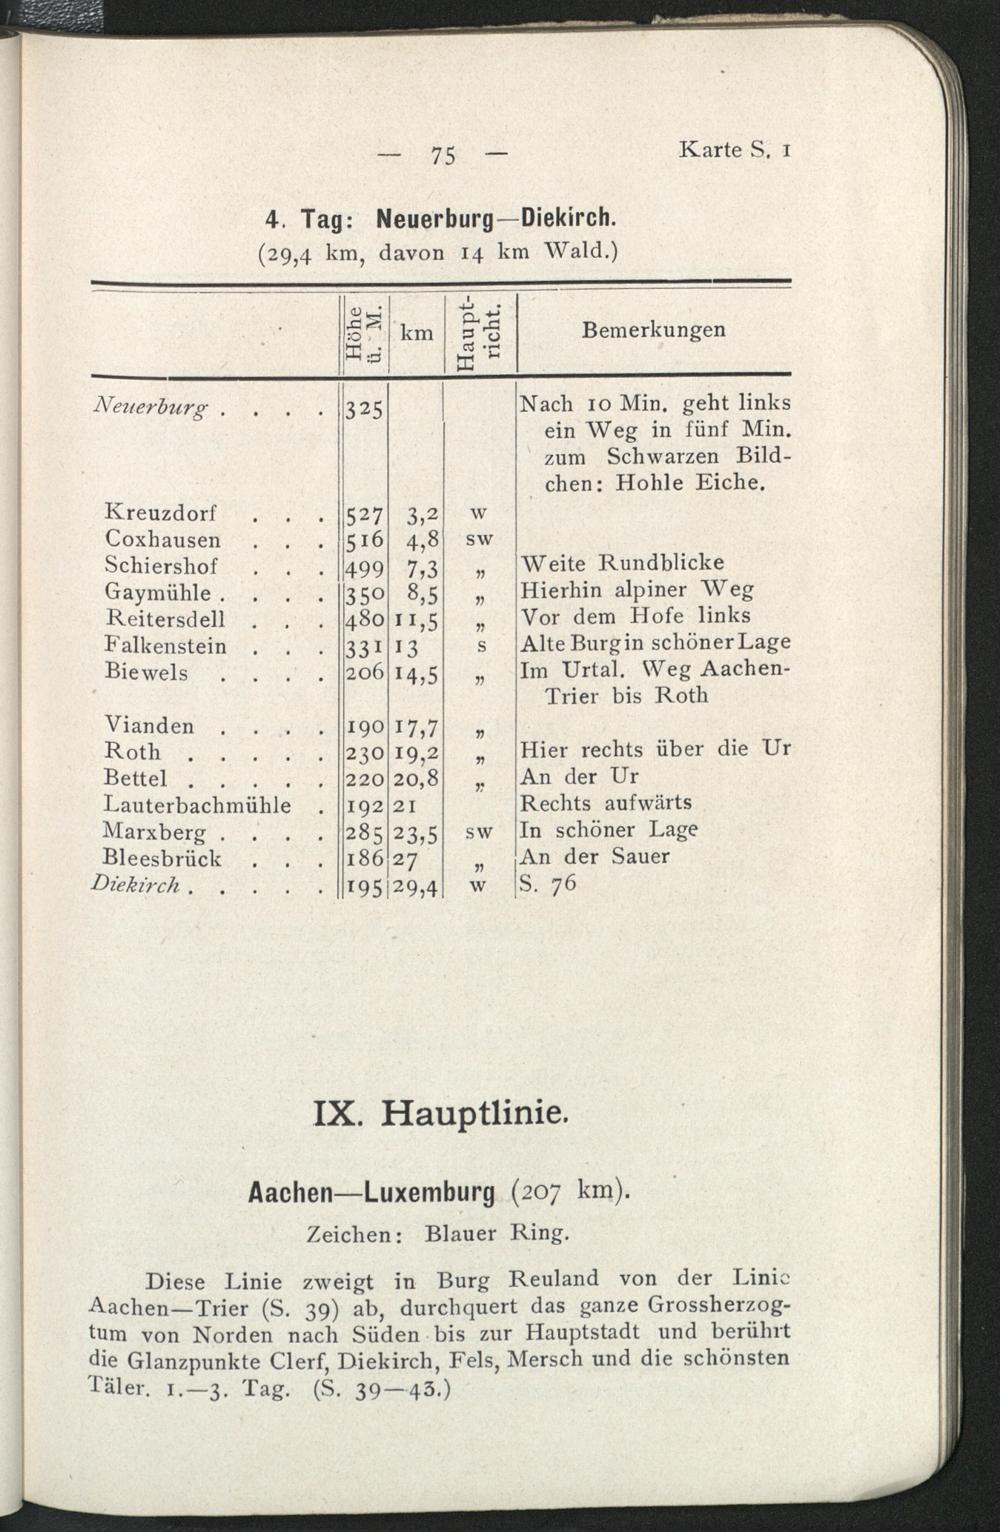 — 75 —
Karte S. 1
4. Tag: Neuerburg—Diekirch.
(29,4 km, davon 14 km Wald.)
Höhe ü. M. km Haupt-richt. Bemerkungen
Neuerburg . . . . 325 Nach 10 Min. geht links
ein Weg in fünf Min.
zum Schwarzen Bild-
chen: Hohle Eiche.
Kreuzdorf . . . 527 3,2 W
Coxhausen . . . 516 4,8 SW
Schiershof . . . 499 7,3 „ Weite Rundblicke
Gaymühle . . . . 350 8,5 „ Hierhin alpiner Weg
Reitersdell . . . 480 11,5 „ Vor dem Hofe links
Falkenstein . . . 331 13 S Alte Burg in schöner Lage
Biewels . . . . 206 14,5 „ Im Urtal. Weg Aachen-
Trier bis Roth
Vianden . . . . 190 17,7 „
Roth . . . . . 230 19,2 „ Hier rechts über die Ur
Bettel . . . . . 220 20,8 „ An der Ur
Lauterbachmühle . 192 21 Rechts aufwärts
Marxberg . . . . 285 23,5 SW In schöner Lage
Bleesbrück . . . 186 27 „ An der Sauer
Diekirch . . . . . 195 29,4 W S. 76
IX. Hauptlinie.
Aachen—Luxemburg (207 km).
Zeichen: Blauer Ring.
Diese Linie zweigt in Burg Reuland von der Linie
Aachen—Trier (S. 39) ab, durchquert das ganze Grossherzog-
tum von Norden nach Süden bis zur Hauptstadt und berührt
die Glanzpunkte Clerf, Diekirch, Fels, Mersch und die schönsten
Täler. 1.—3. Tag. (S. 39—43.)